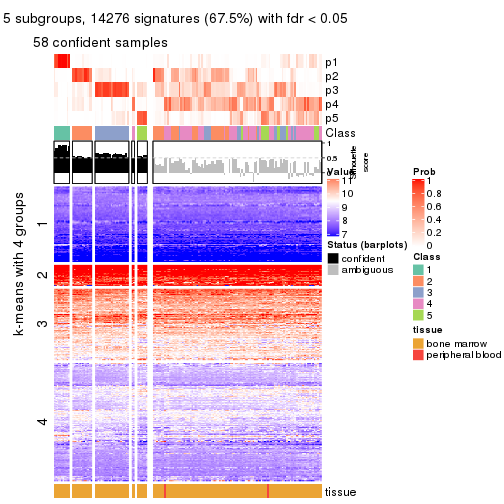 5 subgroups, 14276 signatures (67.5%) with fdr < 0.05
58 confident samples
p1
p2
p3
p4
p5
Class
1
0.5
0
Silhouette
score
k-means with 4 groups
1
2
3
4
Value
11
10
9
8
7
Status (barplots)
confident
ambiguous
Prob
1
0.8
0.6
0.4
0.2
0
Class
1
2
3
4
5
tissue
bone marrow
peripheral blood
tissue